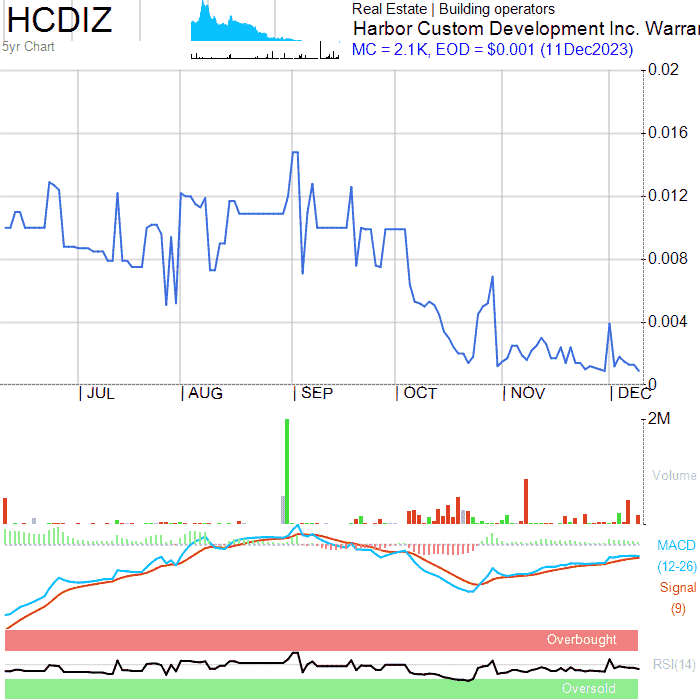 HCDIZ
5yr Chart
Real Estate | Building operators
Harbor Custom Development Inc. Warra
MC = 2.1K, EOD = $0.001 (11Dec2023)
0.02
0.016
0.012
0.008
0.004
0
| JUL | AUG | SEP | OCT | NOV | DEC
2M
Volume
MACD
(12-26)
Signal
(9)
Overbought
RSI(14)
Oversold